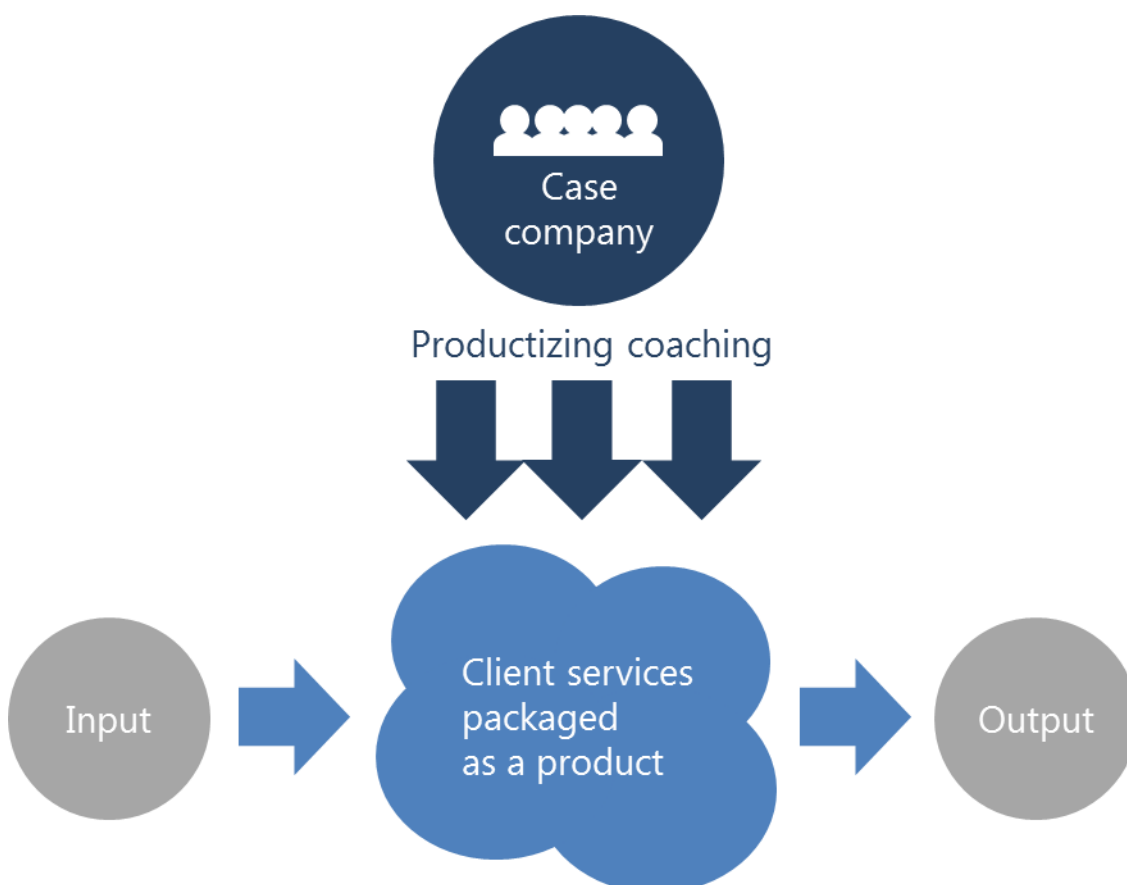 Case
company
Productizing coaching
Client services
packaged
as a product
Input
Output